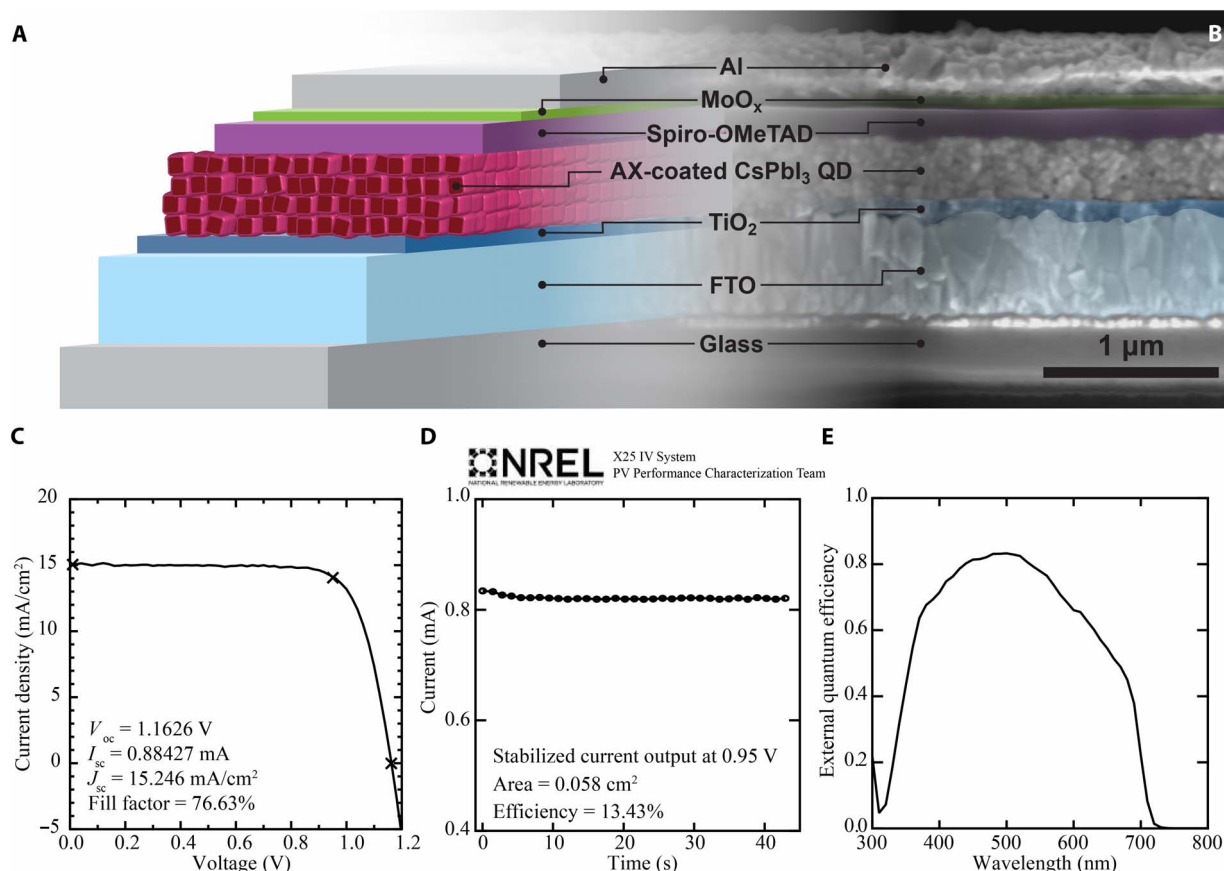 A
B
Al
MoOx
Spiro-OMeTAD
AX-coated CsPbI3 QD
TiO2
FTO
Glass
1 µm
C
20
15
10
5
0
−5
0.0 0.2 0.4 0.6 0.8 1.0 1.2
Current density (mA/cm2)
Voltage (V)
Voc = 1.1626 V
Isc = 0.88427 mA
Jsc = 15.246 mA/cm2
Fill factor = 76.63%
D
NREL
NATIONAL RENEWABLE ENERGY LABORATORY
X25 IV System
PV Performance Characterization Team
1.0
0.8
0.6
0.4
0 10 20 30 40
Current (mA)
Time (s)
Stabilized current output at 0.95 V
Area = 0.058 cm2
Efficiency = 13.43%
E
1.0
0.8
0.6
0.4
0.2
0.0
300 400 500 600 700 800
External quantum efficiency
Wavelength (nm)